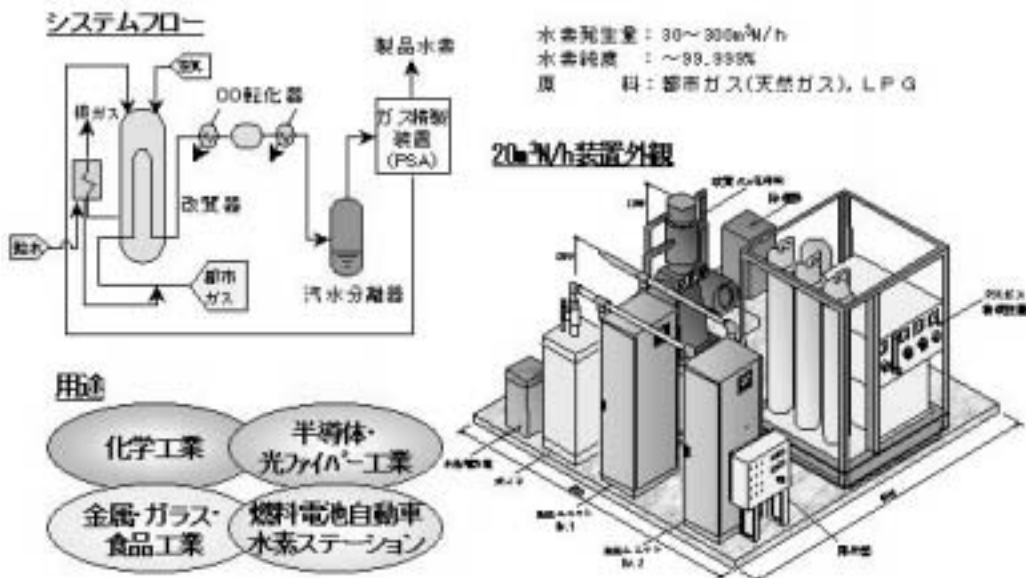 システムフロー
製品水素
空気
排ガス
CO転化器
ガス精製
装置
(PSA)
改質器
給水
都市
ガス
汽水分離器
水素発生量：30～300m³N/h
水素純度：～99.999%
原　　料：都市ガス(天然ガス), LPG
20m³N/h装置外観
用途
化学工業
半導体・
光ファイバー工業
金属・ガラス・
食品工業
燃料電池自動車
水素ステーション